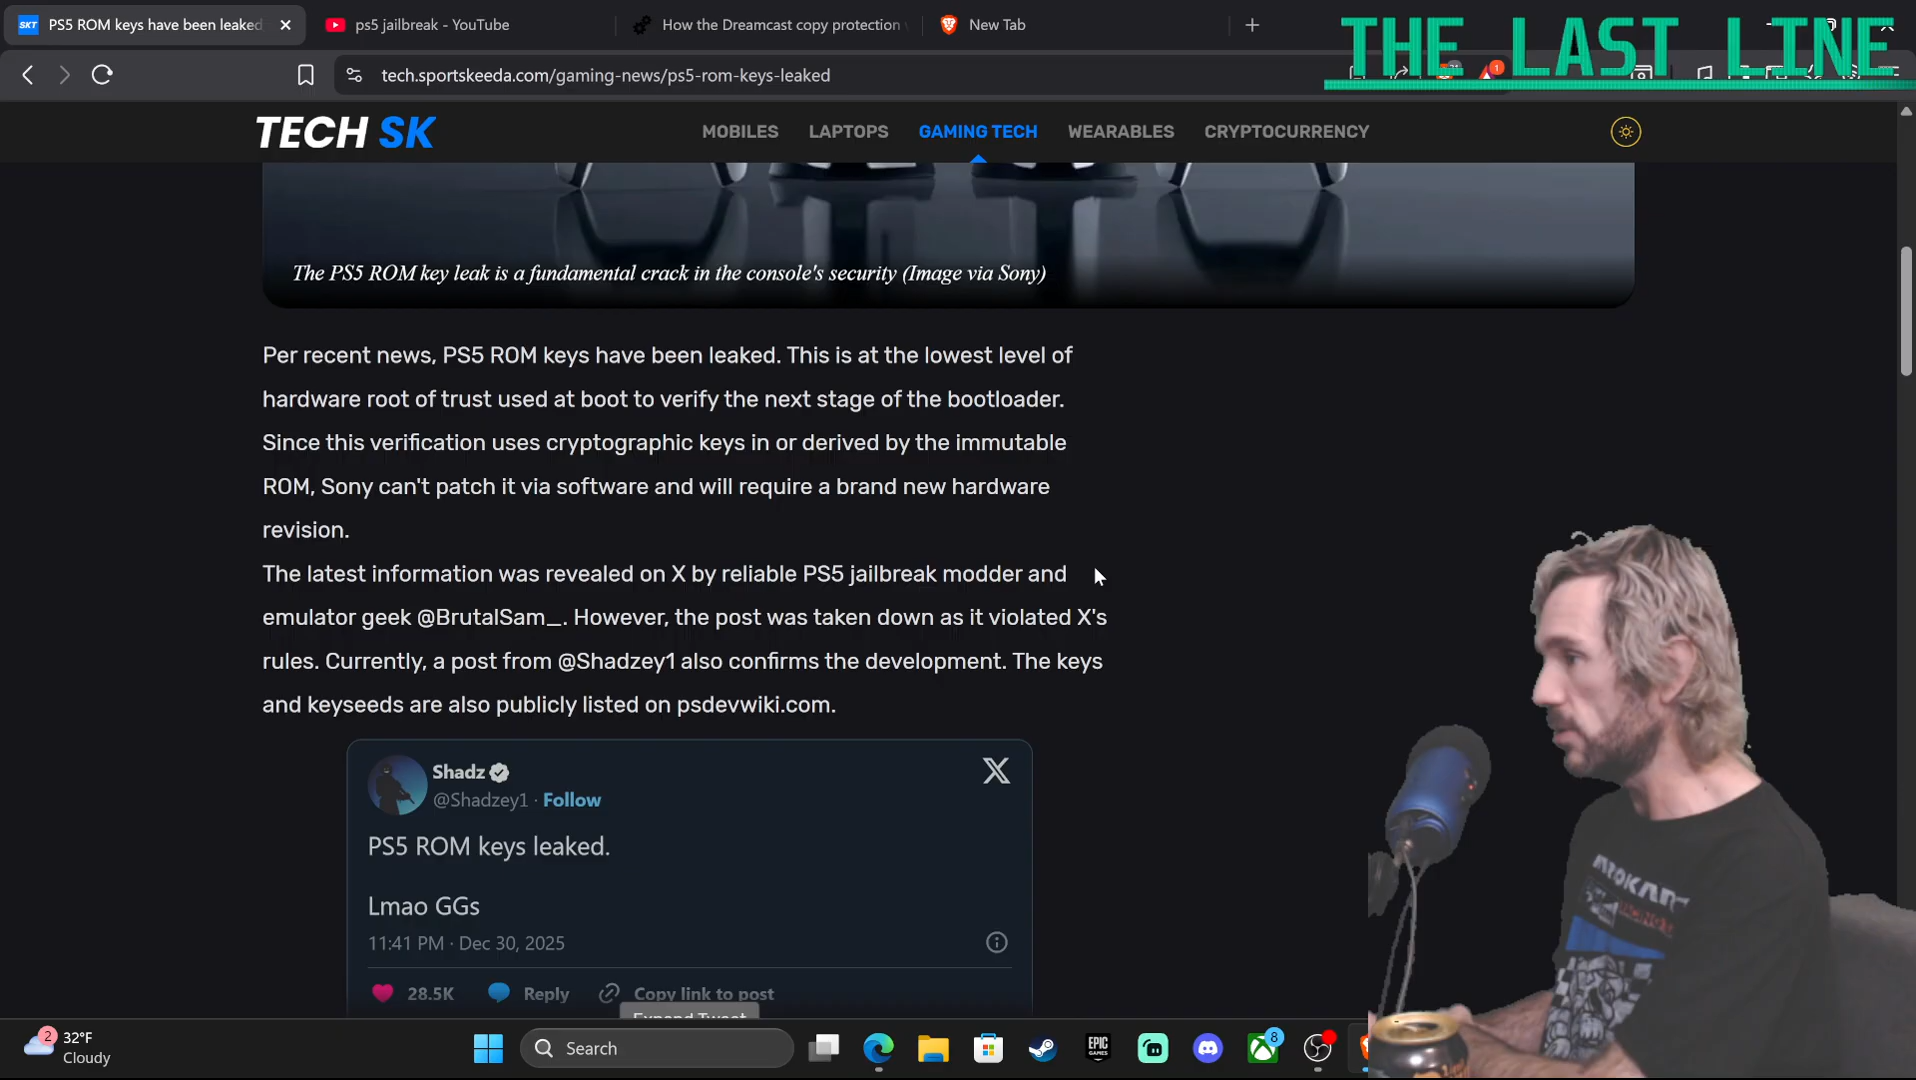 PS5 ROM keys have been leaked
ps5 jailbreak - YouTube
How the Dreamcast copy protection
New Tab
THE LAST LINE
tech.sportskeeda.com/gaming-news/ps5-rom-keys-leaked
TECH SK
MOBILES
LAPTOPS
GAMING TECH
WEARABLES
CRYPTOCURRENCY
The PS5 ROM key leak is a fundamental crack in the console's security (Image via Sony)
Per recent news, PS5 ROM keys have been leaked. This is at the lowest level of
hardware root of trust used at boot to verify the next stage of the bootloader.
Since this verification uses cryptographic keys in or derived by the immutable
ROM, Sony can't patch it via software and will require a brand new hardware
revision.
The latest information was revealed on X by reliable PS5 jailbreak modder and
emulator geek @BrutalSam_. However, the post was taken down as it violated X's
rules. Currently, a post from @Shadzey1 also confirms the development. The keys
and keyseeds are also publicly listed on psdevwiki.com.
Shadz
@Shadzey1 · Follow
PS5 ROM keys leaked.
Lmao GGs
11:41 PM · Dec 30, 2025
28.5K
Reply
Copy link to post
Expand Tweet
2
32°F
Cloudy
Search
EPIC
GAMES
8